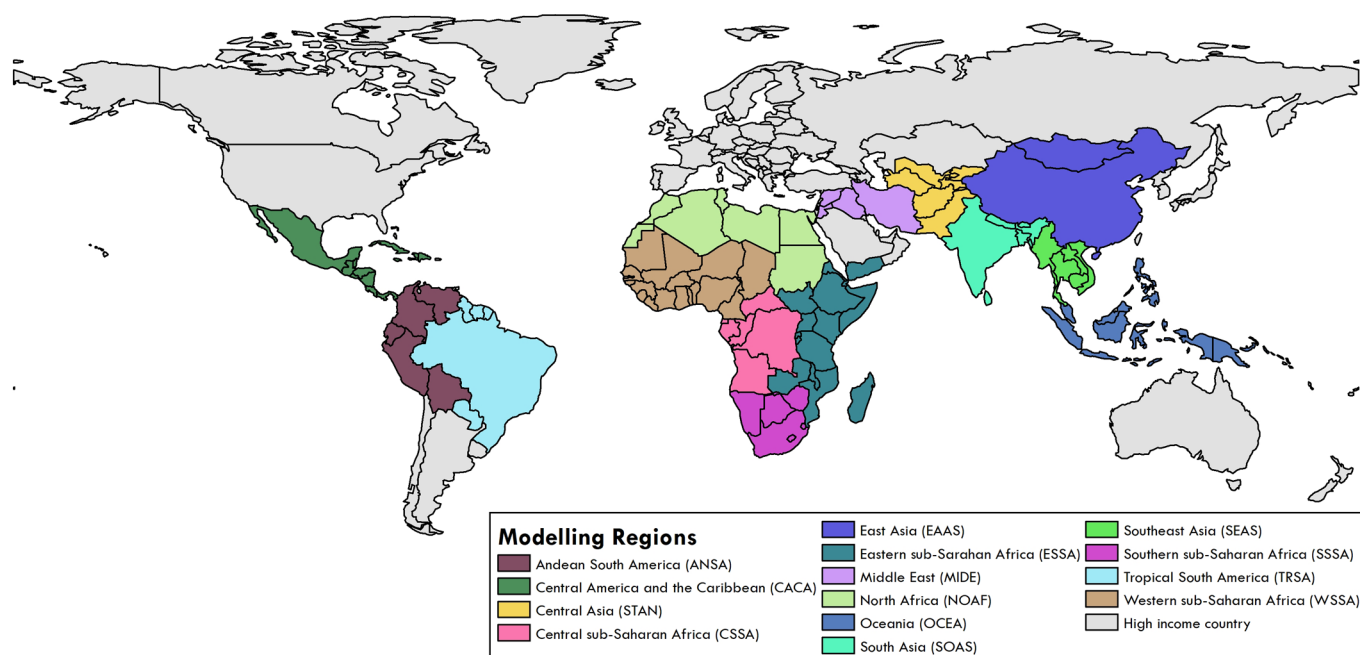 Modelling Regions
Andean South America (ANSA)
Central America and the Caribbean (CACA)
Central Asia (STAN)
Central sub-Saharan Africa (CSSA)
East Asia (EAAS)
Eastern sub-Sarahan Africa (ESSA)
Middle East (MIDE)
North Africa (NOAF)
Oceania (OCEA)
South Asia (SOAS)
Southeast Asia (SEAS)
Southern sub-Saharan Africa (SSSA)
Tropical South America (TRSA)
Western sub-Saharan Africa (WSSA)
High income country